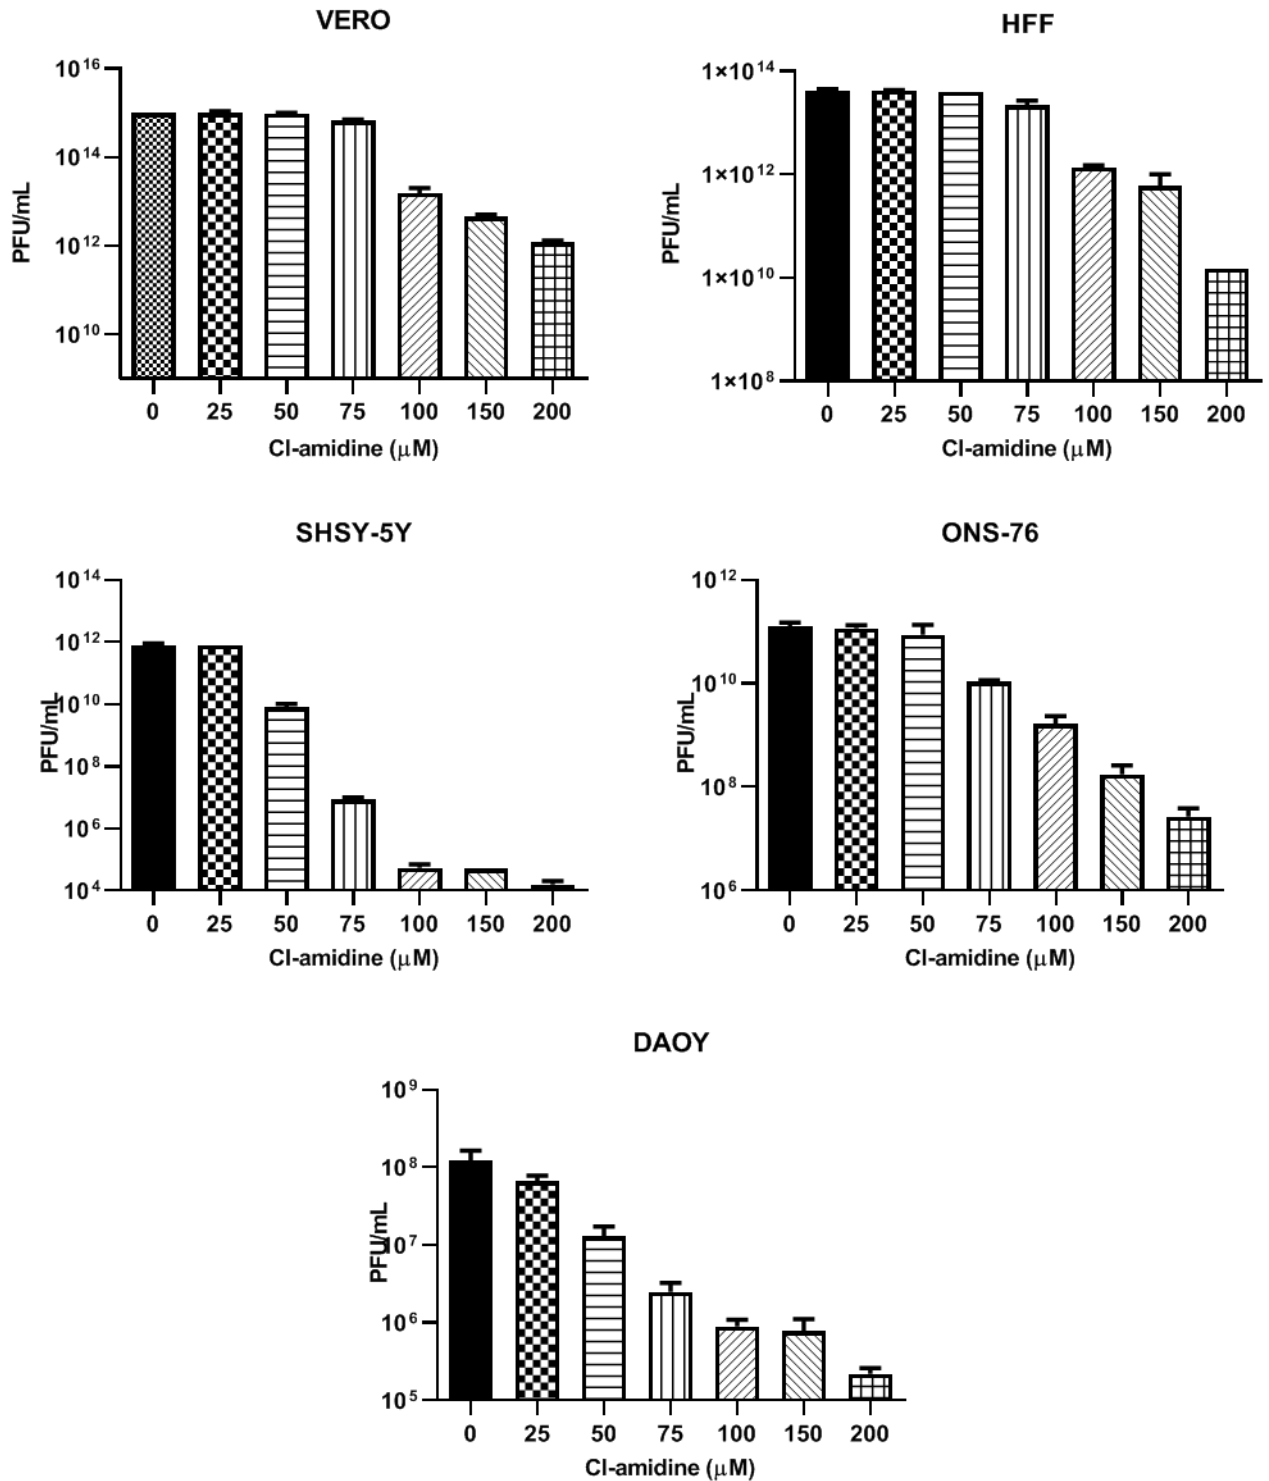 VERO
10^16
10^14
10^12
10^10
PFU/mL
0 25 50 75 100 150 200
Cl-amidine (μM)
HFF
1×10^14
1×10^12
1×10^10
1×10^8
PFU/mL
0 25 50 75 100 150 200
Cl-amidine (μM)
SHSY-5Y
10^14
10^12
10^10
10^8
10^6
10^4
PFU/mL
0 25 50 75 100 150 200
Cl-amidine (μM)
ONS-76
10^12
10^10
10^8
10^6
PFU/mL
0 25 50 75 100 150 200
Cl-amidine (μM)
DAOY
10^9
10^8
10^7
10^6
10^5
PFU/mL
0 25 50 75 100 150 200
Cl-amidine (μM)